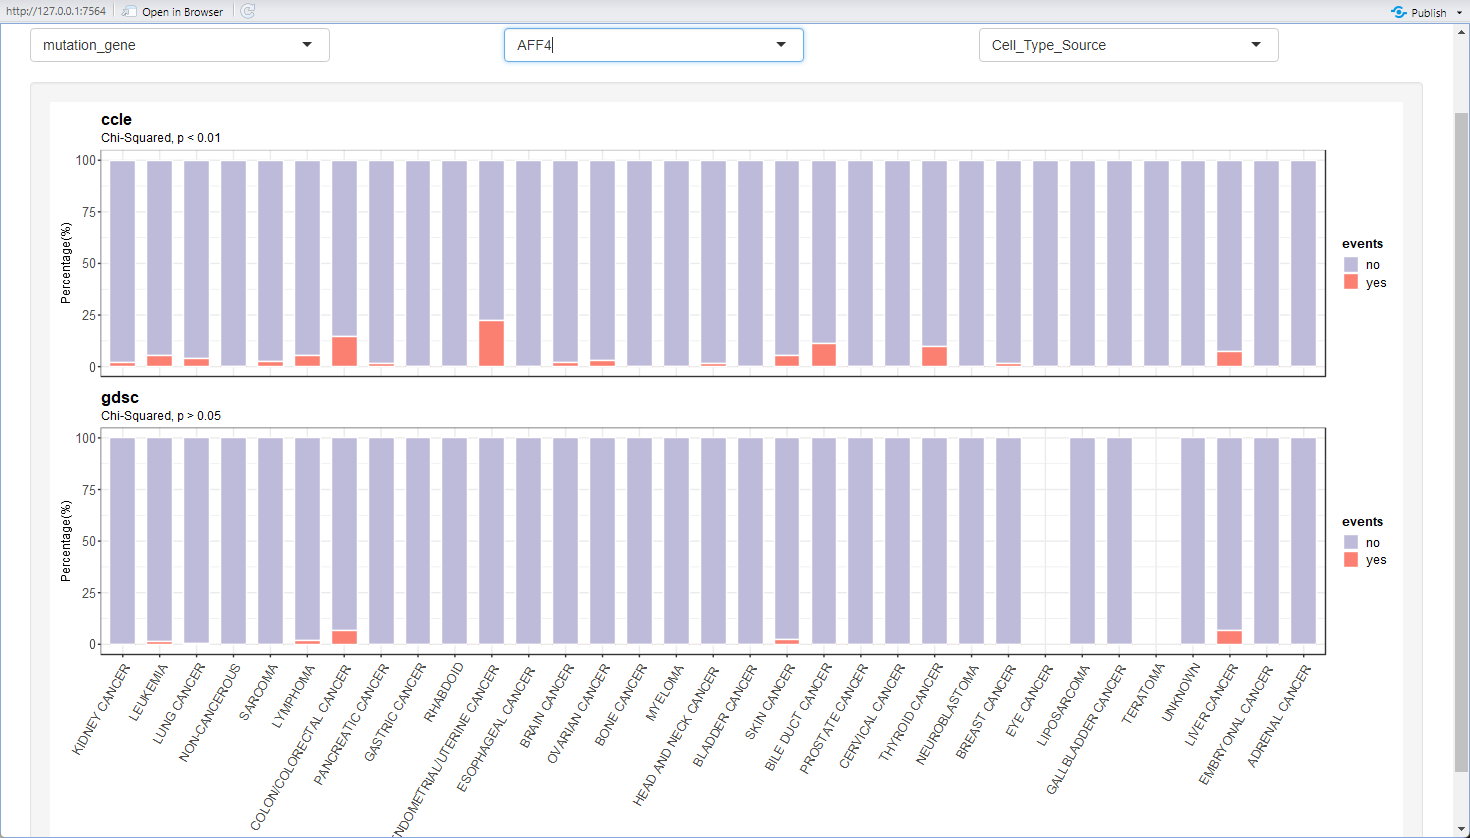 http://127.0.0.1:7564 Open in Browser Publish
mutation_gene AFF4 Cell_Type_Source
ccle
Chi-Squared, p < 0.01
100
75
50
25
0
Percentage(%)
events
no
yes
gdsc
Chi-Squared, p > 0.05
100
75
50
25
0
Percentage(%)
events
no
yes
KIDNEY CANCER
LEUKEMIA
LUNG CANCER
NON-CANCEROUS
SARCOMA
LYMPHOMA
COLON/COLORECTAL CANCER
PANCREATIC CANCER
GASTRIC CANCER
RHABDOID
NDOMETRIAL/UTERINE CANCER
ESOPHAGEAL CANCER
BRAIN CANCER
OVARIAN CANCER
BONE CANCER
MYELOMA
HEAD AND NECK CANCER
BLADDER CANCER
SKIN CANCER
BILE DUCT CANCER
PROSTATE CANCER
CERVICAL CANCER
THYROID CANCER
NEUROBLASTOMA
BREAST CANCER
EYE CANCER
LIPOSARCOMA
GALLBLADDER CANCER
TERATOMA
UNKNOWN
LIVER CANCER
EMBRYONAL CANCER
ADRENAL CANCER